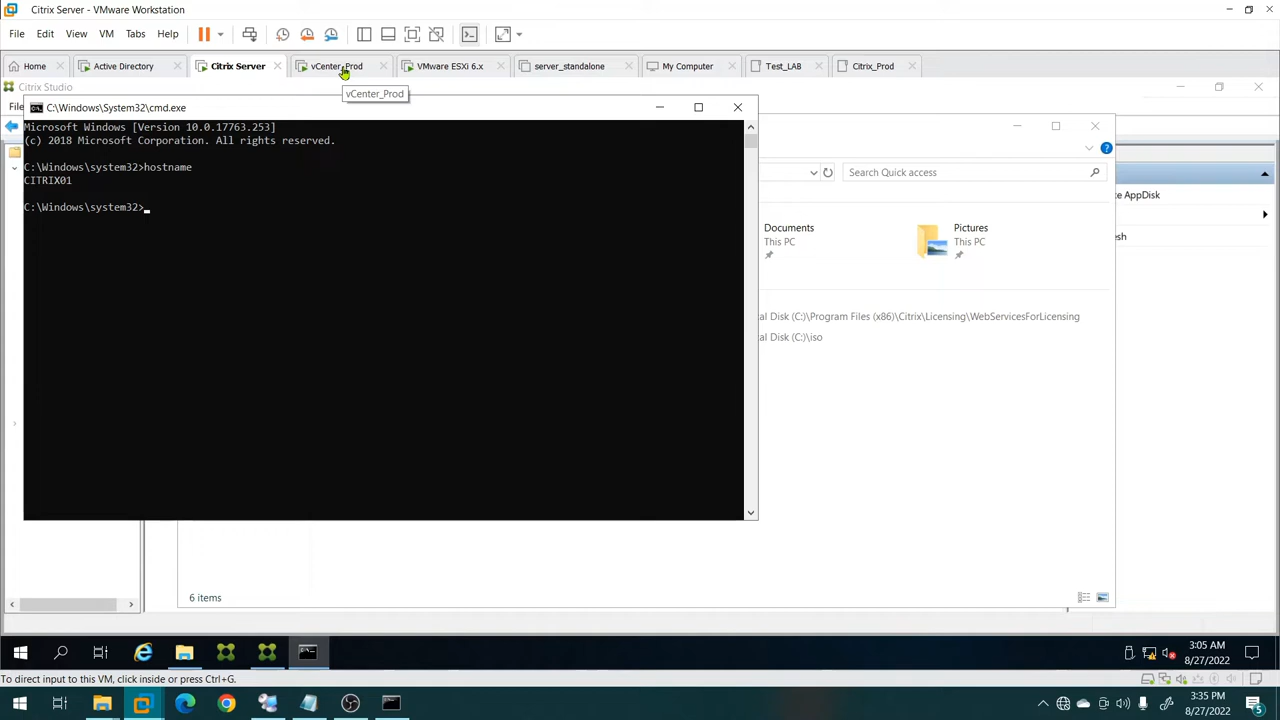 Citrix Server - VMware Workstation
File Edit View VM Tabs Help
Home Active Directory Citrix Server vCenter_Prod VMware ESXi 6.x server_standalone My Computer Test_LAB Citrix_Prod
Citrix Studio
vCenter_Prod
File
C:\Windows\System32\cmd.exe
Microsoft Windows [Version 10.0.17763.253]
(c) 2018 Microsoft Corporation. All rights reserved.
C:\Windows\system32>hostname
CITRIX01
C:\Windows\system32>
Search Quick access
Documents
This PC
Pictures
This PC
al Disk (C:)\Program Files (x86)\Citrix\Licensing\WebServicesForLicensing
al Disk (C:)\iso
te AppDisk
esh
6 items
3:05 AM
8/27/2022
To direct input to this VM, click inside or press Ctrl+G.
3:35 PM
8/27/2022
5